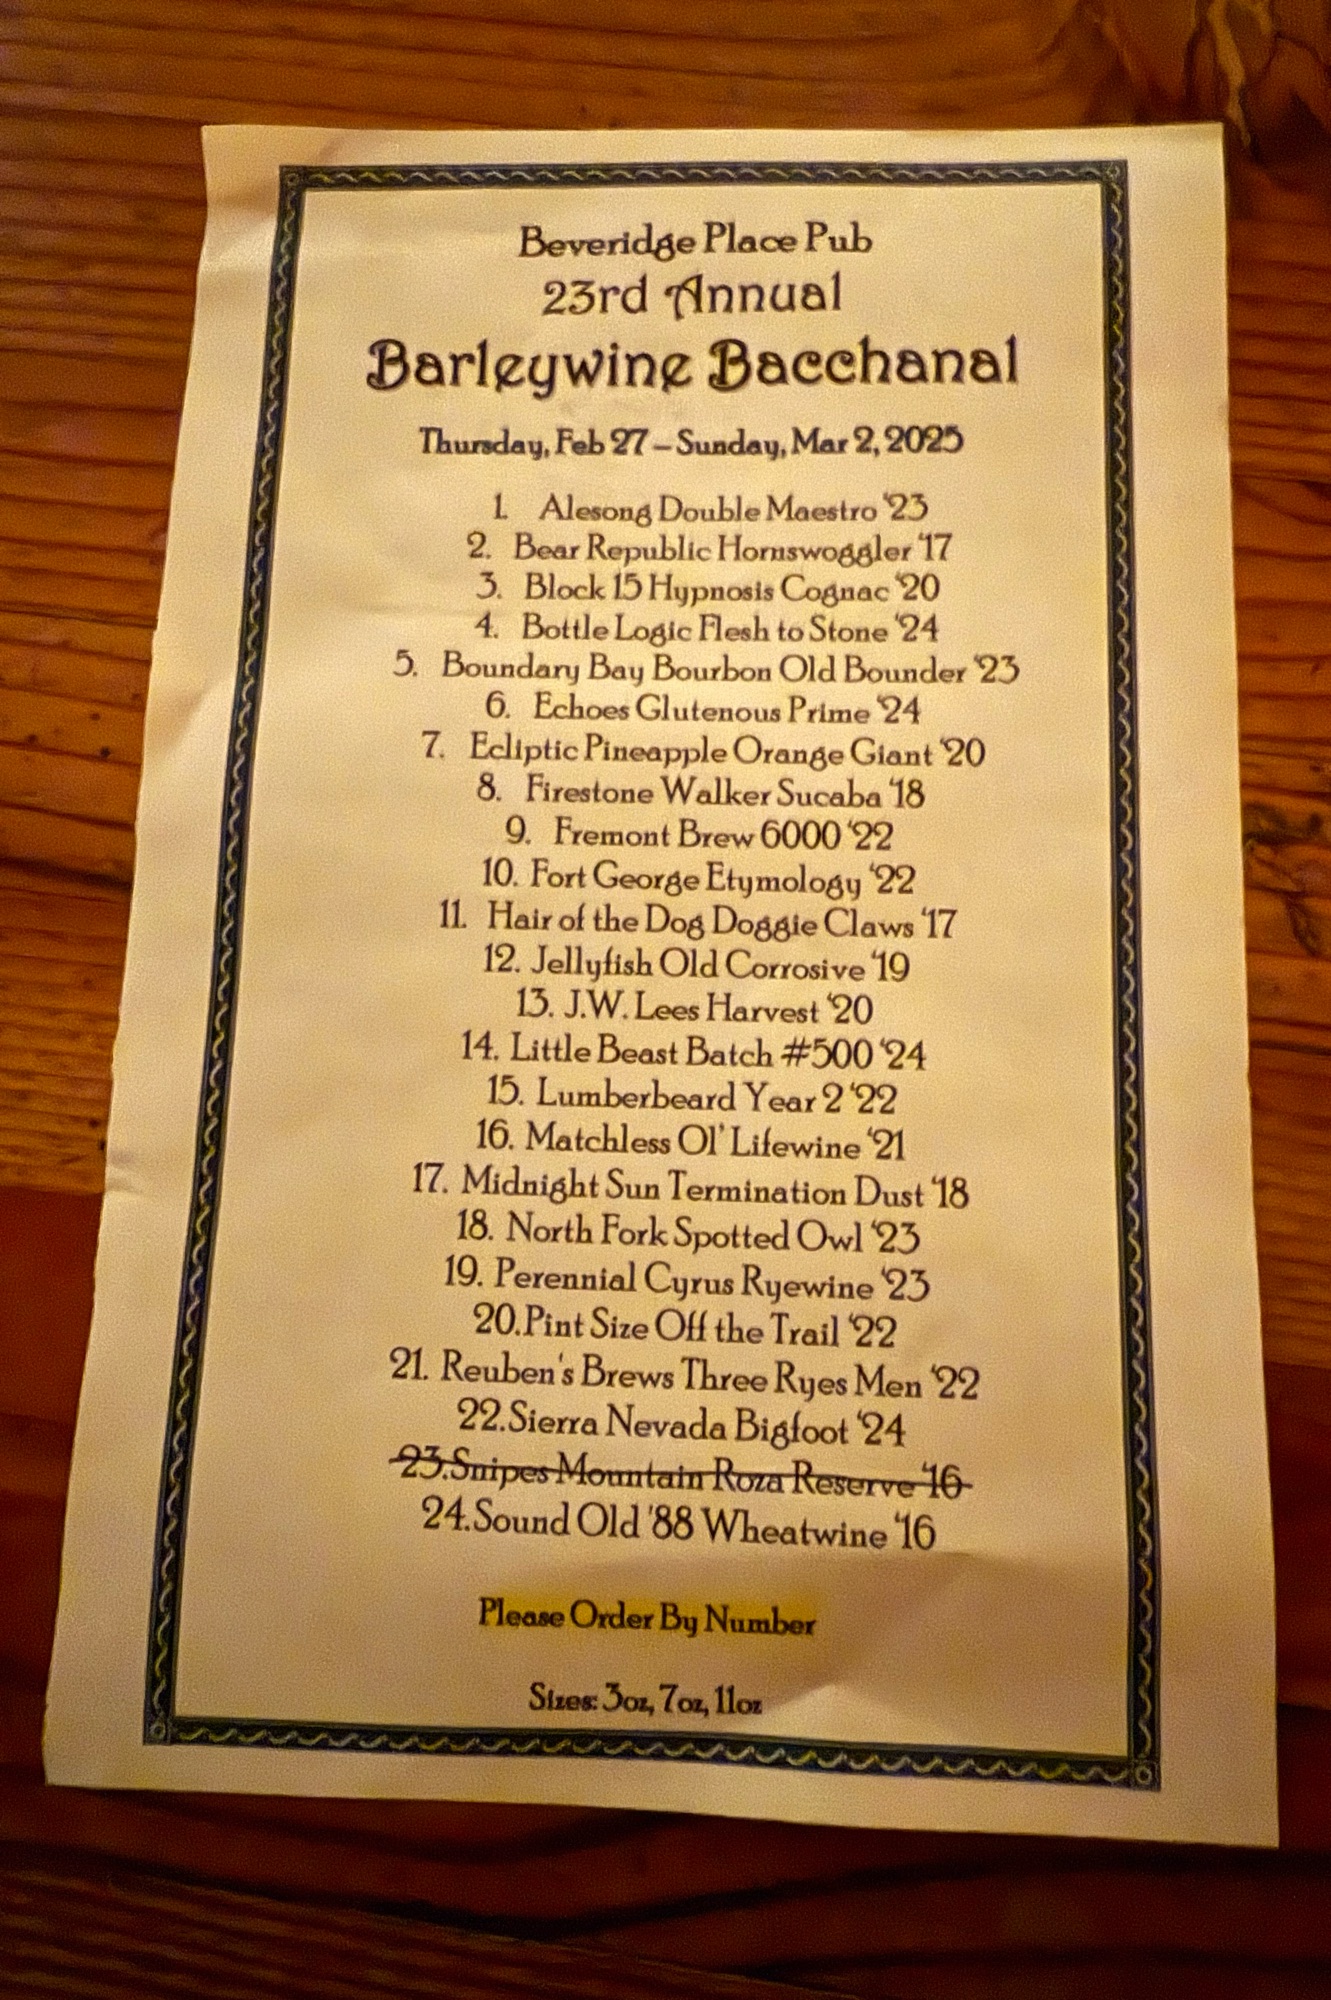 Beveridge Place Pub
23rd Annual
Barleywine Bacchanal
Thursday, Feb 27 – Sunday, Mar 2, 2025
1. Alesong Double Maestro '23
2. Bear Republic Hornswoggler '17
3. Block 15 Hypnosis Cognac '20
4. Bottle Logic Flesh to Stone '24
5. Boundary Bay Bourbon Old Bounder '23
6. Echoes Glutenous Prime '24
7. Ecliptic Pineapple Orange Giant '20
8. Firestone Walker Sucaba '18
9. Fremont Brew 6000 '22
10. Fort George Etymology '22
11. Hair of the Dog Doggie Claws '17
12. Jellyfish Old Corrosive '19
13. J.W. Lees Harvest '20
14. Little Beast Batch #500 '24
15. Lumberbeard Year 2 '22
16. Matchless Ol' Lifewine '21
17. Midnight Sun Termination Dust '18
18. North Fork Spotted Owl '23
19. Perennial Cyrus Ryewine '23
20.Pint Size Off the Trail '22
21. Reuben's Brews Three Ryes Men '22
22.Sierra Nevada Bigfoot '24
23.Snipes Mountain Roza Reserve '16
24.Sound Old '88 Wheatwine '16
Please Order By Number
Sizes: 3oz, 7oz, 11oz